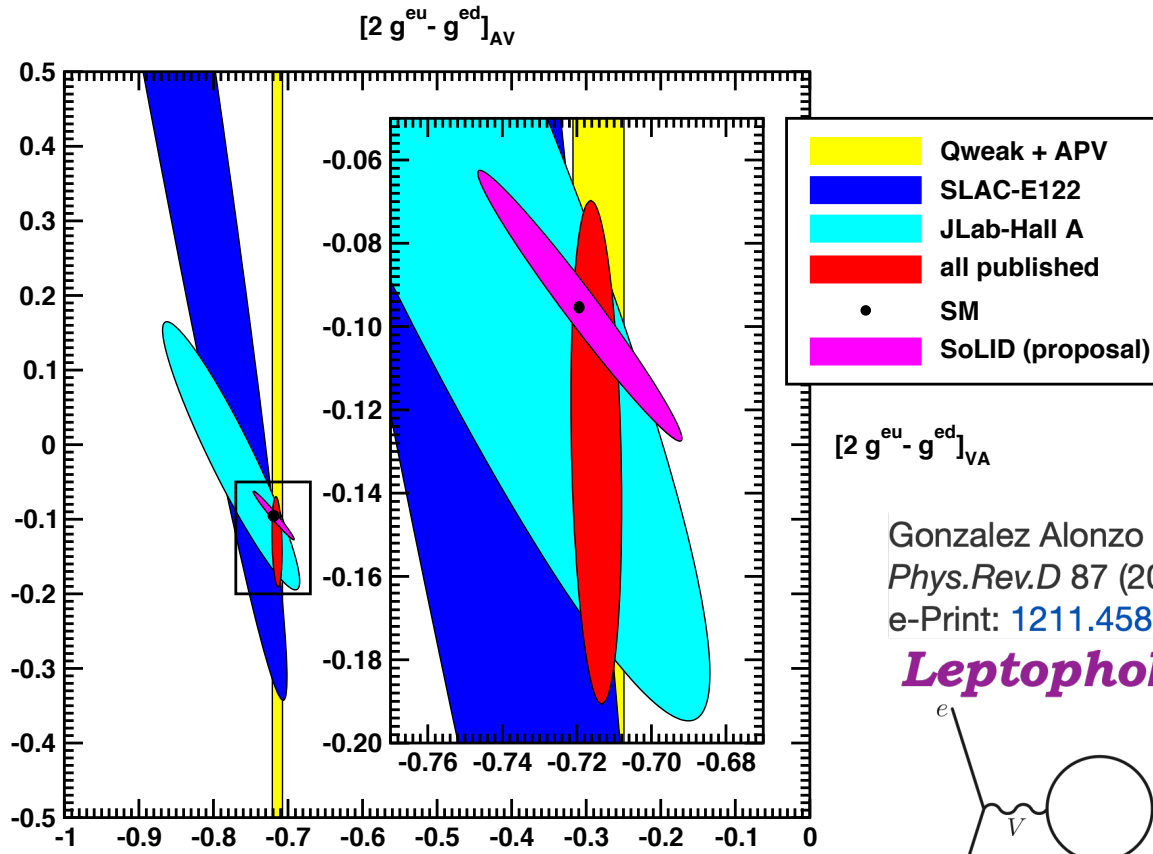 [2 g^eu - g^ed]_AV
0.5
0.4
0.3
0.2
0.1
0
-0.1
-0.2
-0.3
-0.4
-0.5
-1 -0.9 -0.8 -0.7 -0.6 -0.5 -0.4 -0.3 -0.2 -0.1 0
-0.06
-0.08
-0.10
-0.12
-0.14
-0.16
-0.18
-0.20
-0.76 -0.74 -0.72 -0.70 -0.68
Qweak + APV
SLAC-E122
JLab-Hall A
all published
SM
SoLID (proposal)
[2 g^eu - g^ed]_VA
Gonzalez Alonzo
Phys.Rev.D 87 (20
e-Print: 1211.458
Leptophob
e
V